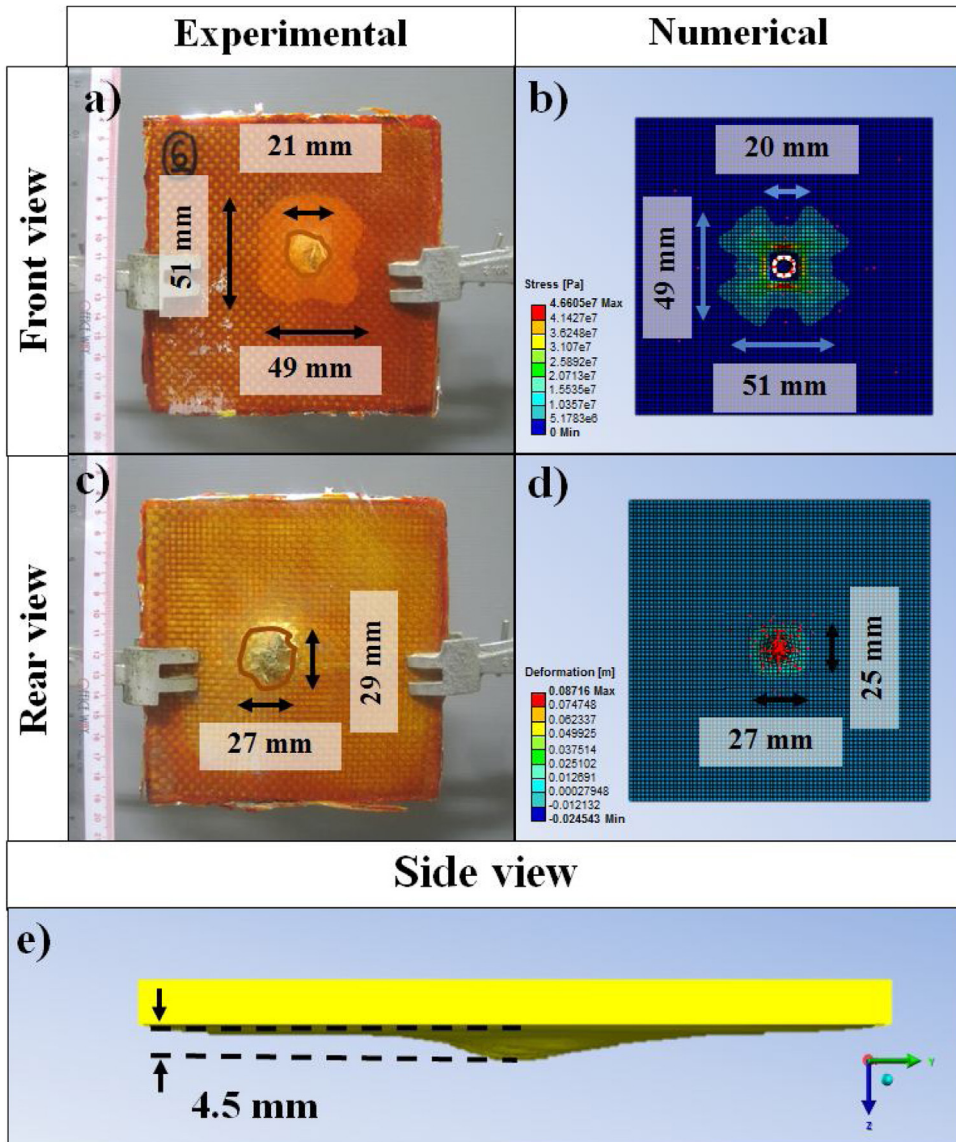 Experimental
Numerical
Front view
a)
6
21 mm
51 mm
49 mm
b)
20 mm
49 mm
51 mm
Stress [Pa]
4.6605e7 Max
4.1427e7
3.6248e7
3.107e7
2.5892e7
2.0713e7
1.5535e7
1.0357e7
5.1783e6
0 Min
Rear view
c)
29 mm
27 mm
d)
25 mm
27 mm
Deformation [m]
0.08716 Max
0.074748
0.062337
0.049925
0.037514
0.025102
0.012691
0.00027948
-0.012132
-0.024543 Min
Side view
e)
4.5 mm
Y
Z